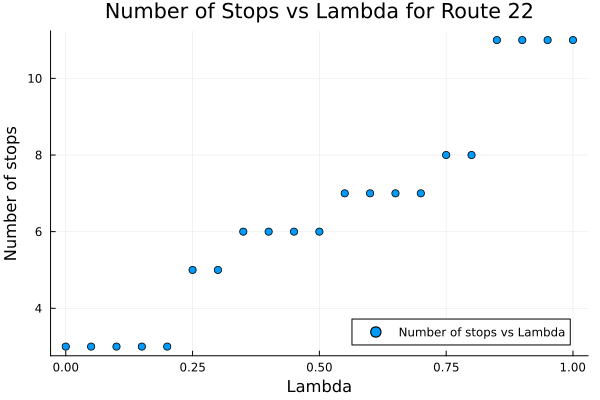 Number of Stops vs Lambda for Route 22
Number of stops
10
8
6
4
Number of stops vs Lambda
0.00 0.25 0.50 0.75 1.00
Lambda